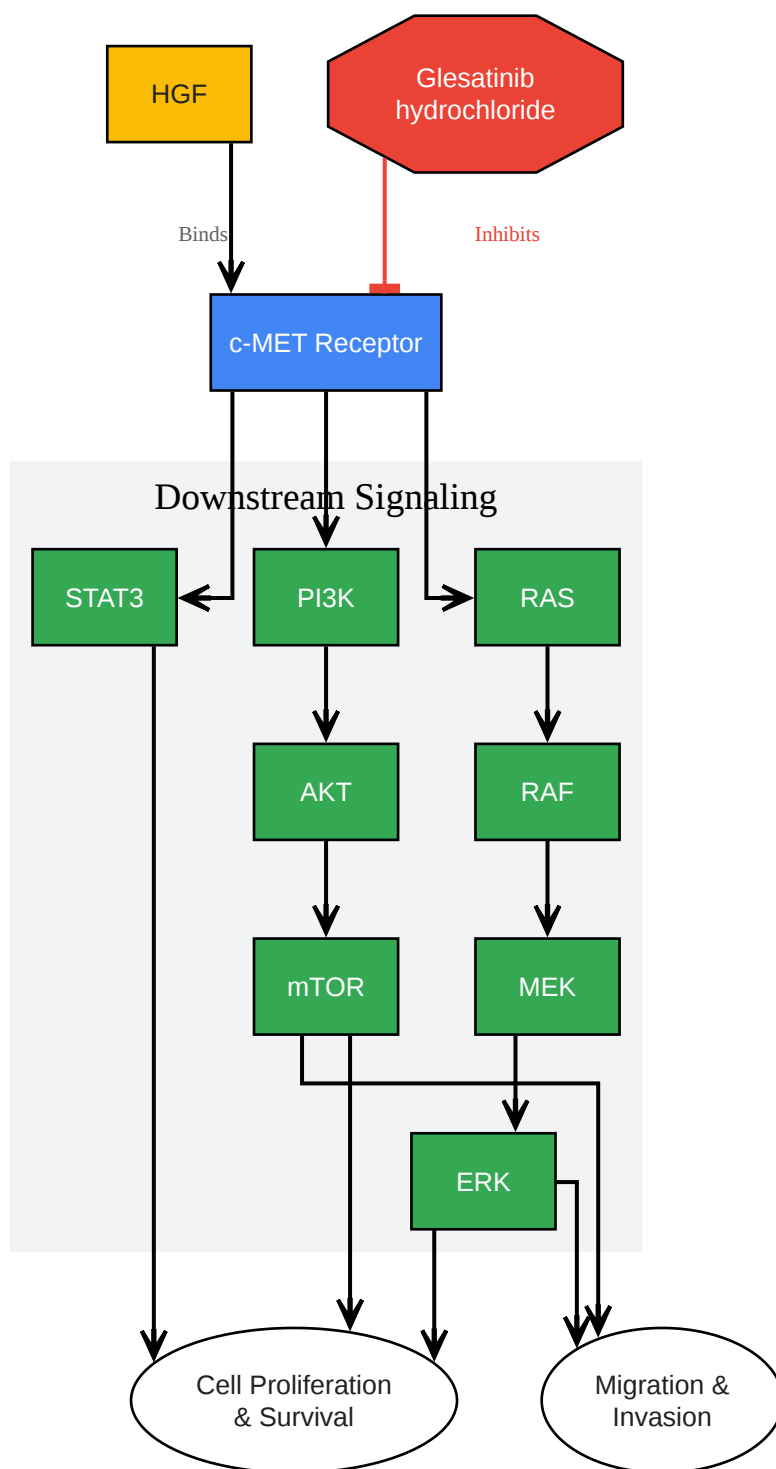 HGF
Glesatinib
hydrochloride
Binds
Inhibits
c-MET Receptor
Downstream Signaling
STAT3
PI3K
RAS
AKT
RAF
mTOR
MEK
ERK
Cell Proliferation
& Survival
Migration &
Invasion